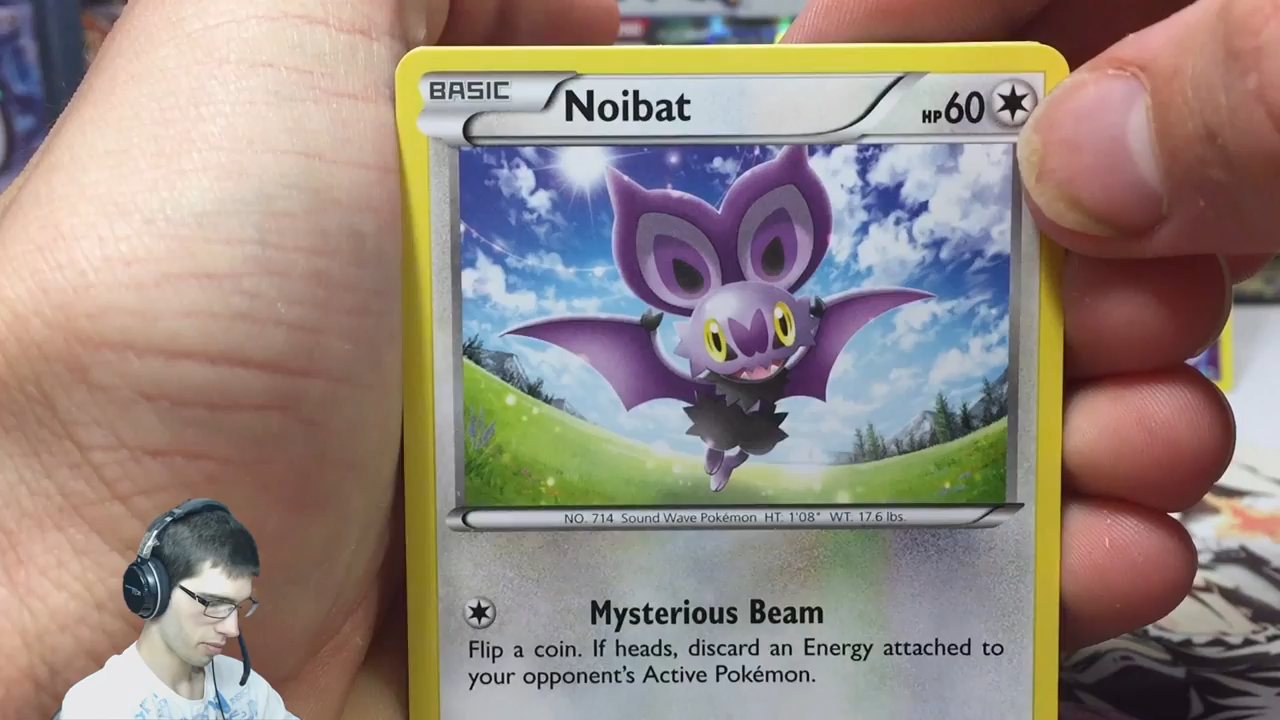 BASIC Noibat HP60
NO. 714 Sound Wave Pokémon HT. 1'08" WT. 17.6 lbs.
Mysterious Beam
Flip a coin. If heads, discard an Energy attached to
your opponent's Active Pokémon.